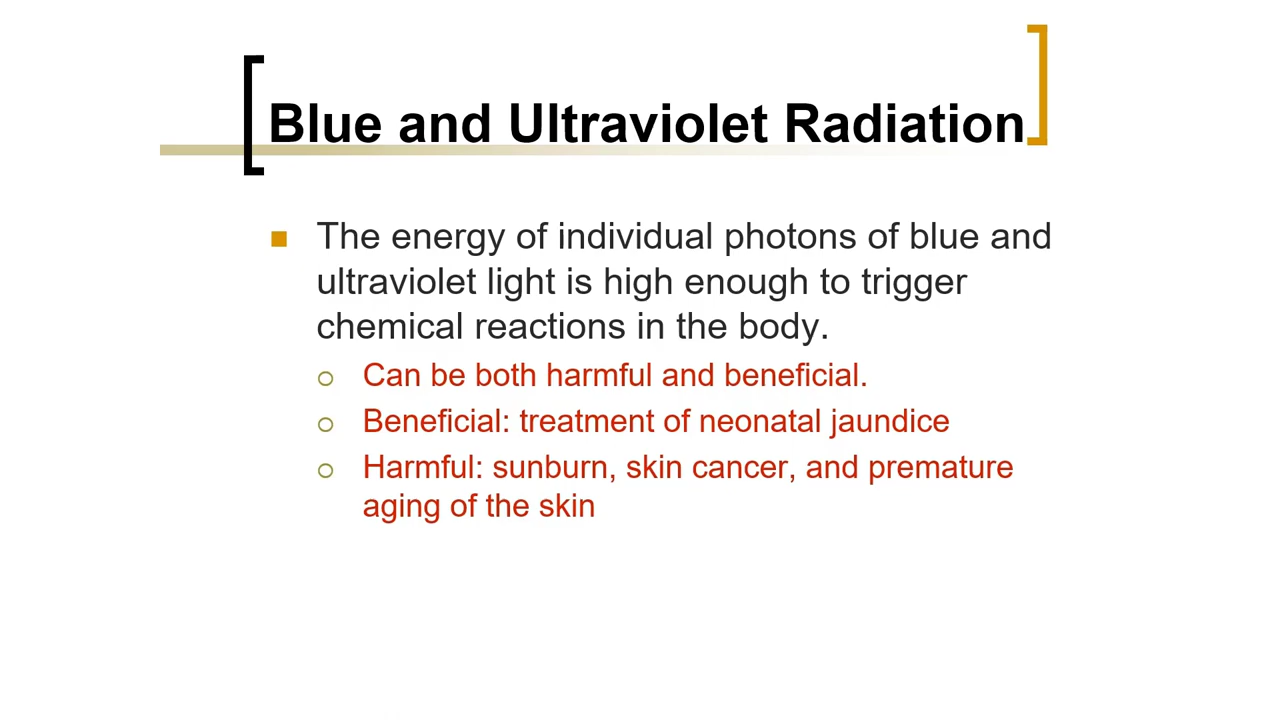 Blue and Ultraviolet Radiation
The energy of individual photons of blue and
ultraviolet light is high enough to trigger
chemical reactions in the body.
Can be both harmful and beneficial.
Beneficial: treatment of neonatal jaundice
Harmful: sunburn, skin cancer, and premature
aging of the skin